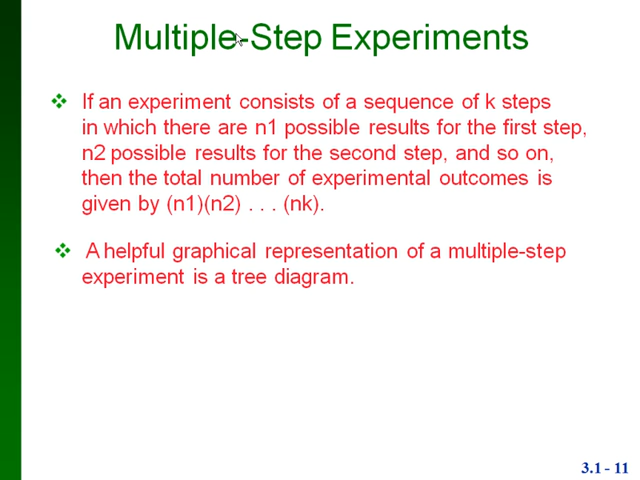 Multiple-Step Experiments
If an experiment consists of a sequence of k steps
in which there are n1 possible results for the first step,
n2 possible results for the second step, and so on,
then the total number of experimental outcomes is
given by (n1)(n2) . . . (nk).
A helpful graphical representation of a multiple-step
experiment is a tree diagram.
3.1 - 11